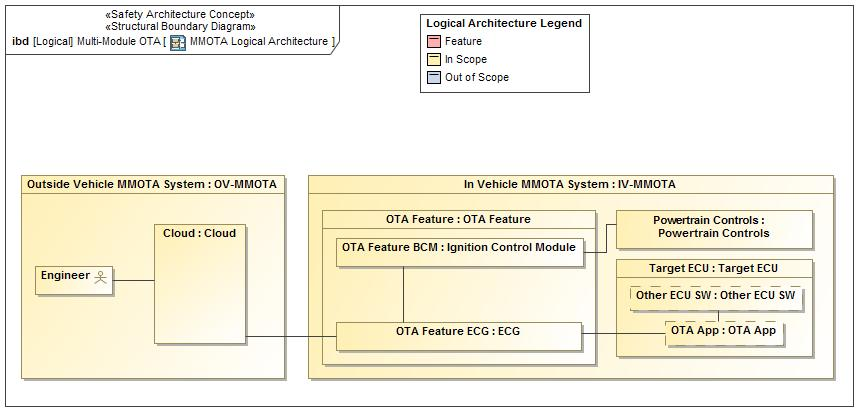 «Safety Architecture Concept»
«Structural Boundary Diagram»
ibd [Logical] Multi-Module OTA [ MMOTA Logical Architecture ]
Logical Architecture Legend
Feature
In Scope
Out of Scope
Outside Vehicle MMOTA System : OV-MMOTA
Cloud : Cloud
Engineer
In Vehicle MMOTA System : IV-MMOTA
OTA Feature : OTA Feature
OTA Feature BCM : Ignition Control Module
OTA Feature ECG : ECG
Powertrain Controls :
Powertrain Controls
Target ECU : Target ECU
Other ECU SW : Other ECU SW
OTA App : OTA App